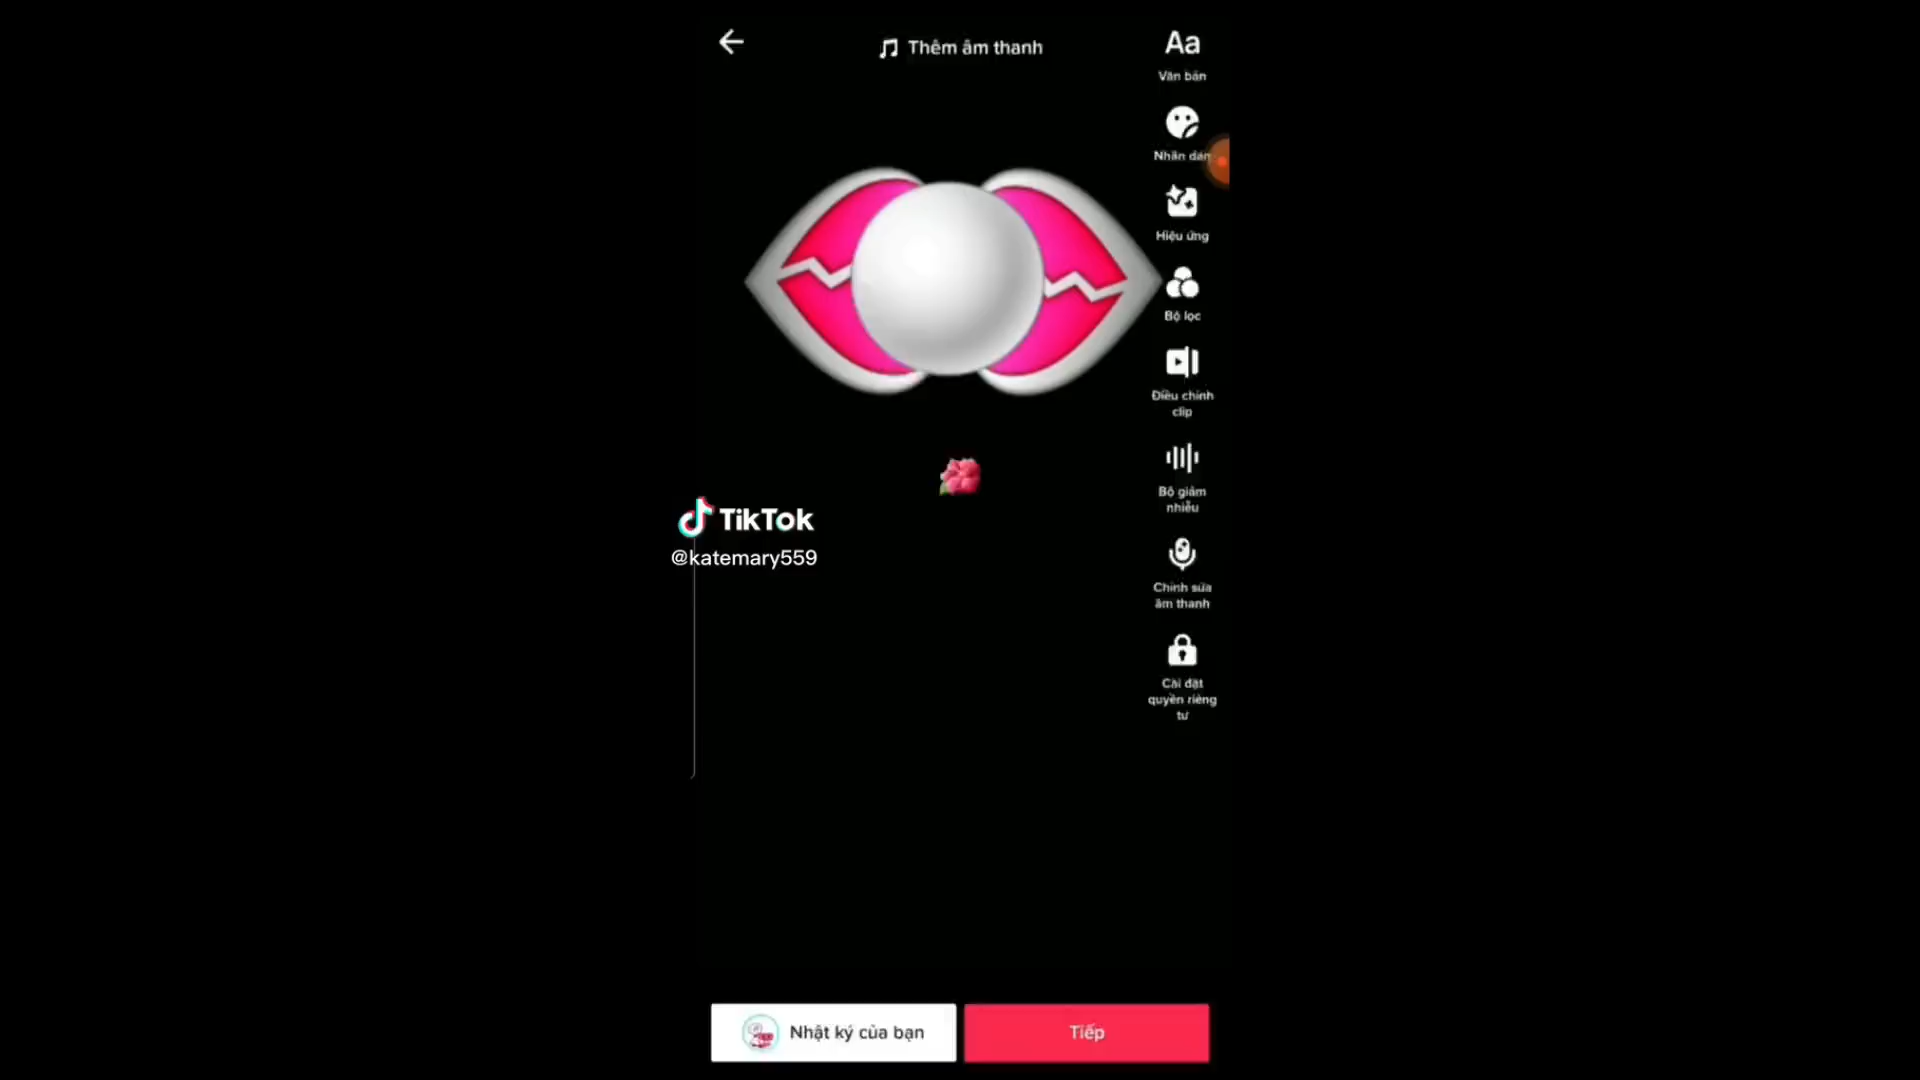 Thêm âm thanh
Aa
Văn bản
Nhãn dán
Hiệu ứng
Bộ lọc
Điều chỉnh
clip
Bộ giảm
nhiễu
Chỉnh sửa
âm thanh
Cài đặt
quyền riêng
tư
TikTok
@katemary559
Nhật ký của bạn
Tiếp